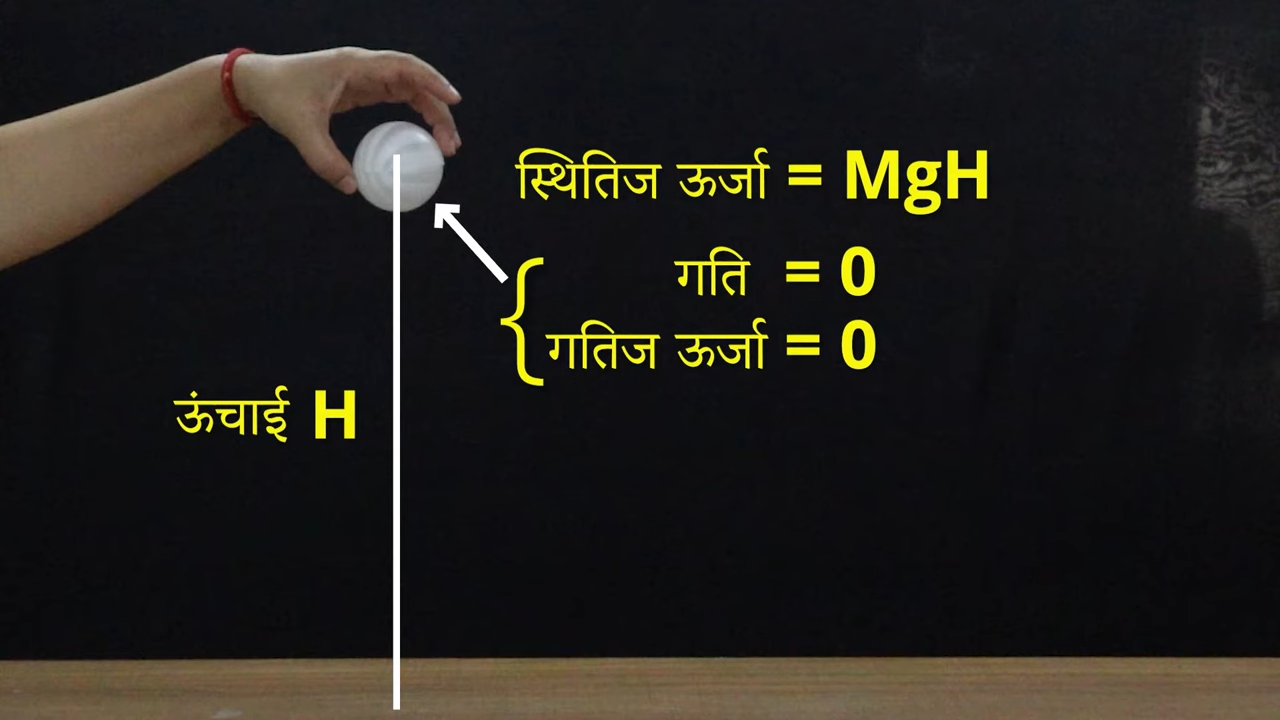 स्थितिज ऊर्जा = MgH
गति = 0
गतिज ऊर्जा = 0
ऊंचाई H